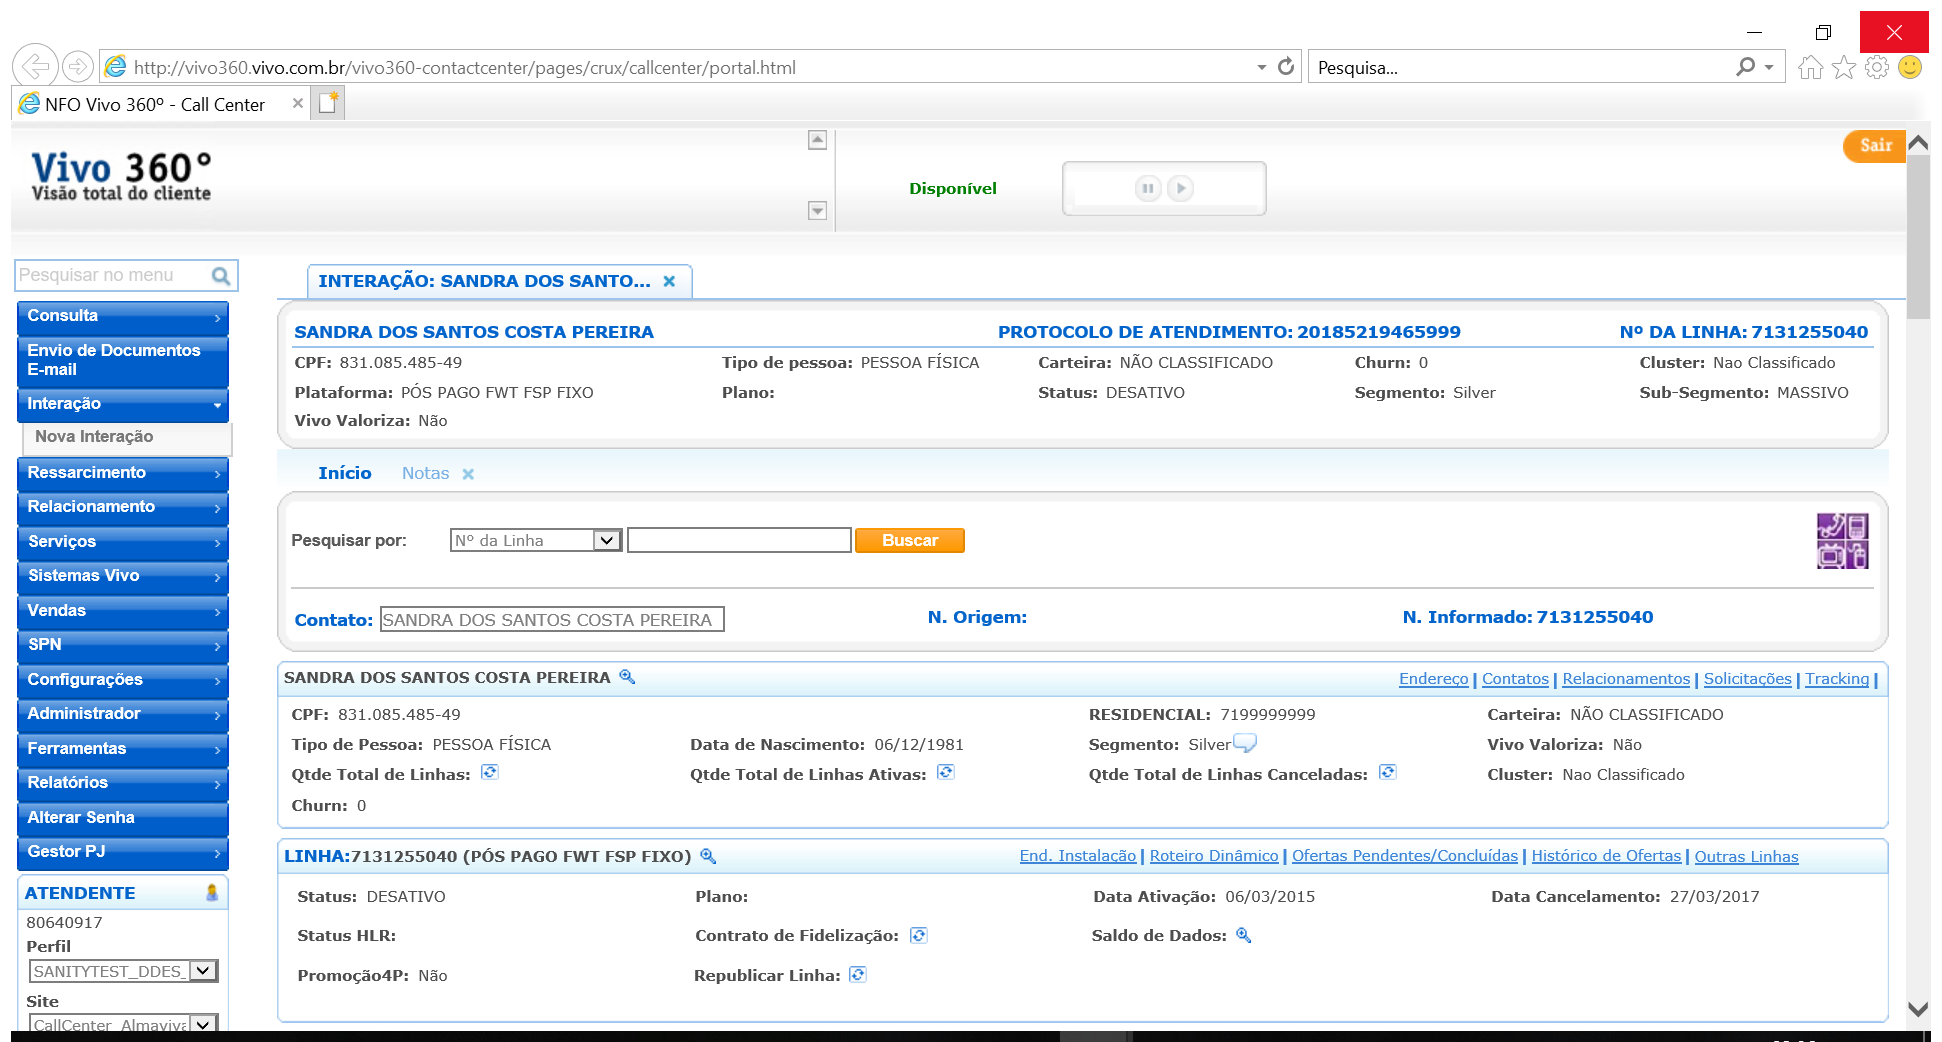 http://vivo360.vivo.com.br/vivo360-contactcenter/pages/crux/callcenter/portal.html
Pesquisa...
NFO Vivo 360º - Call Center
Vivo 360°
Visão total do cliente
Disponível
Sair
Pesquisar no menu
Consulta
Envio de Documentos
E-mail
Interação
Nova Interação
Ressarcimento
Relacionamento
Serviços
Sistemas Vivo
Vendas
SPN
Configurações
Administrador
Ferramentas
Relatórios
Alterar Senha
Gestor PJ
ATENDENTE
80640917
Perfil
SANITYTEST_DDES_
Site
CallCenter_Almaviva
INTERAÇÃO: SANDRA DOS SANTO...
SANDRA DOS SANTOS COSTA PEREIRA PROTOCOLO DE ATENDIMENTO: 20185219465999 Nº DA LINHA: 7131255040
CPF: 831.085.485-49 Tipo de pessoa: PESSOA FÍSICA Carteira: NÃO CLASSIFICADO Churn: 0 Cluster: Nao Classificado
Plataforma: PÓS PAGO FWT FSP FIXO Plano: Status: DESATIVO Segmento: Silver Sub-Segmento: MASSIVO
Vivo Valoriza: Não
Início Notas
Pesquisar por: Nº da Linha Buscar
Contato: SANDRA DOS SANTOS COSTA PEREIRA N. Origem: N. Informado: 7131255040
SANDRA DOS SANTOS COSTA PEREIRA Endereço | Contatos | Relacionamentos | Solicitações | Tracking |
CPF: 831.085.485-49 RESIDENCIAL: 7199999999 Carteira: NÃO CLASSIFICADO
Tipo de Pessoa: PESSOA FÍSICA Data de Nascimento: 06/12/1981 Segmento: Silver Vivo Valoriza: Não
Qtde Total de Linhas: Qtde Total de Linhas Ativas: Qtde Total de Linhas Canceladas: Cluster: Nao Classificado
Churn: 0
LINHA:7131255040 (PÓS PAGO FWT FSP FIXO) End. Instalação | Roteiro Dinâmico | Ofertas Pendentes/Concluídas | Histórico de Ofertas | Outras Linhas
Status: DESATIVO Plano: Data Ativação: 06/03/2015 Data Cancelamento: 27/03/2017
Status HLR: Contrato de Fidelização: Saldo de Dados:
Promoção4P: Não Republicar Linha: